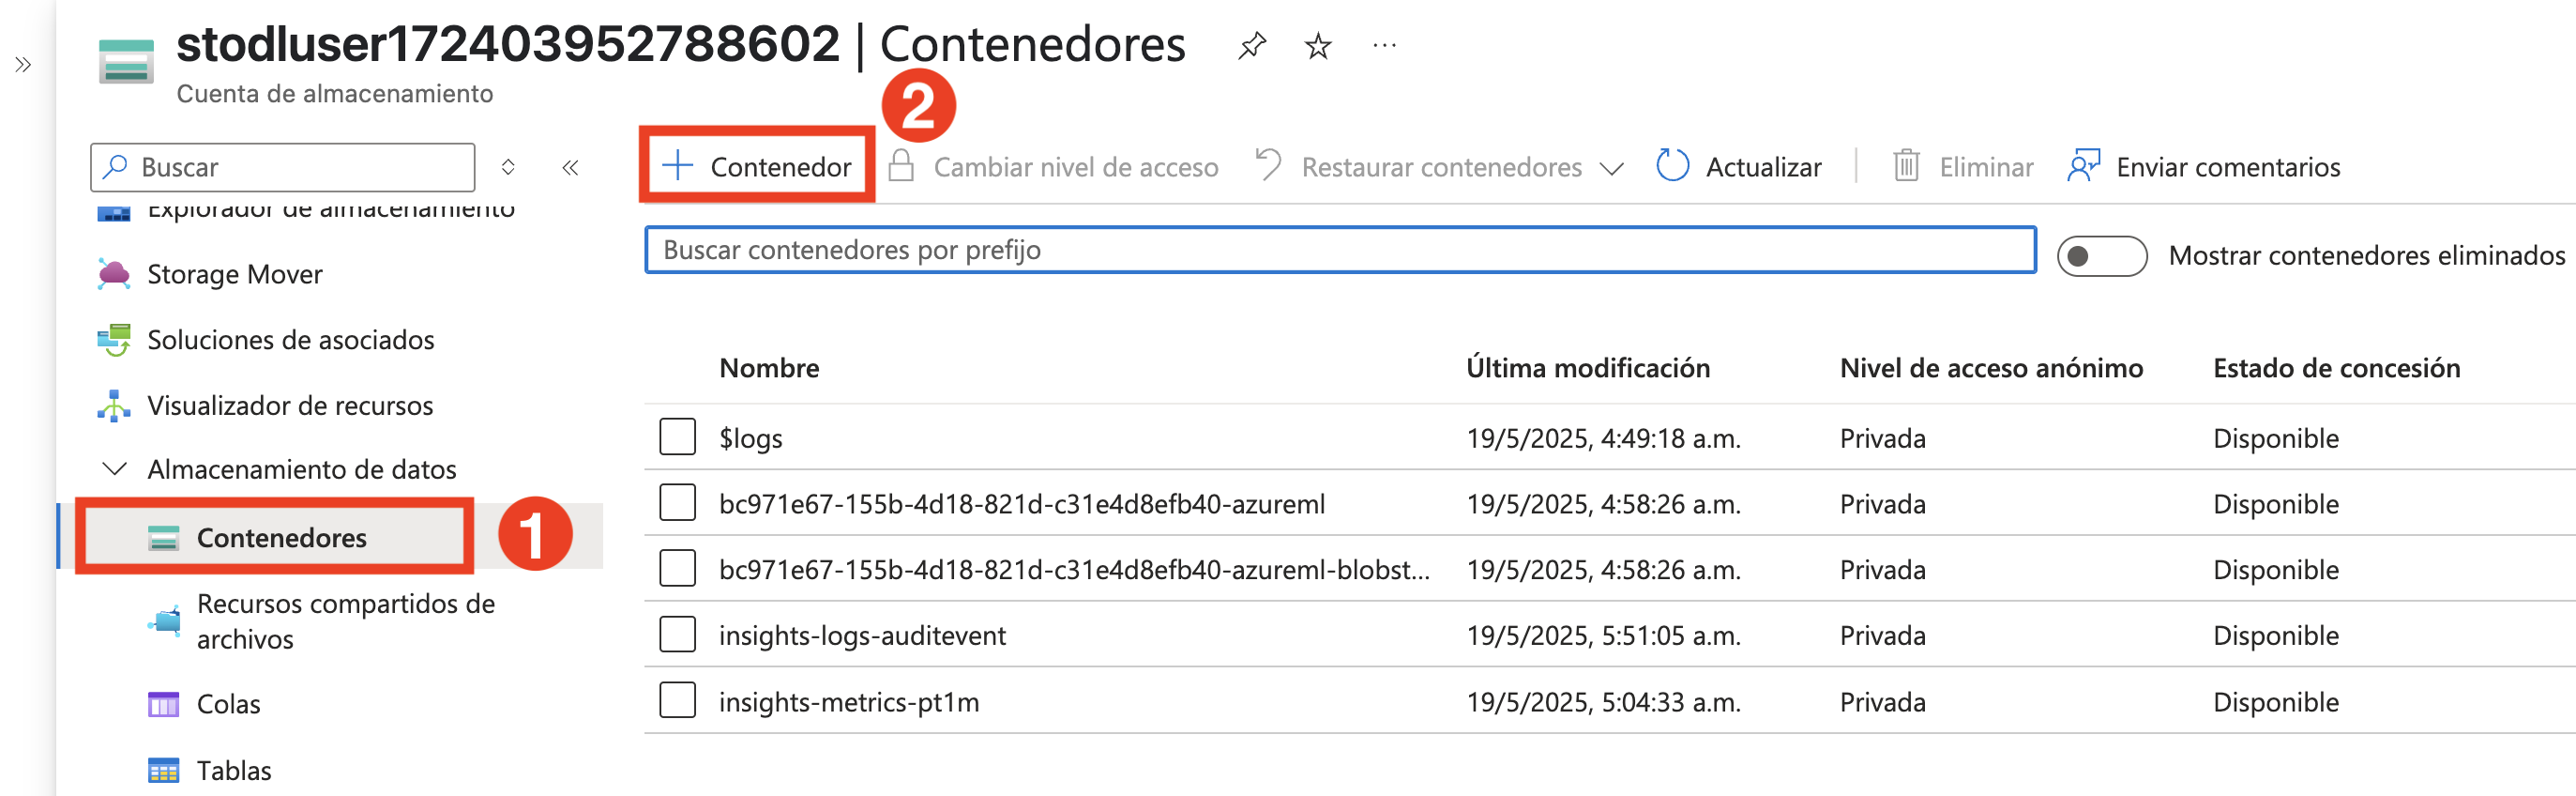 stodluser172403952788602 | Contenedores
Cuenta de almacenamiento
2
Buscar
Contenedor
Cambiar nivel de acceso
Restaurar contenedores
Actualizar
Eliminar
Enviar comentarios
Explorador de almacenamiento
Storage Mover
Soluciones de asociados
Visualizador de recursos
Almacenamiento de datos
Contenedores
1
Recursos compartidos de
archivos
Colas
Tablas
Buscar contenedores por prefijo
Mostrar contenedores eliminados
Nombre Última modificación Nivel de acceso anónimo Estado de concesión
$logs 19/5/2025, 4:49:18 a.m. Privada Disponible
bc971e67-155b-4d18-821d-c31e4d8efb40-azureml 19/5/2025, 4:58:26 a.m. Privada Disponible
bc971e67-155b-4d18-821d-c31e4d8efb40-azureml-blobst... 19/5/2025, 4:58:26 a.m. Privada Disponible
insights-logs-auditevent 19/5/2025, 5:51:05 a.m. Privada Disponible
insights-metrics-pt1m 19/5/2025, 5:04:33 a.m. Privada Disponible